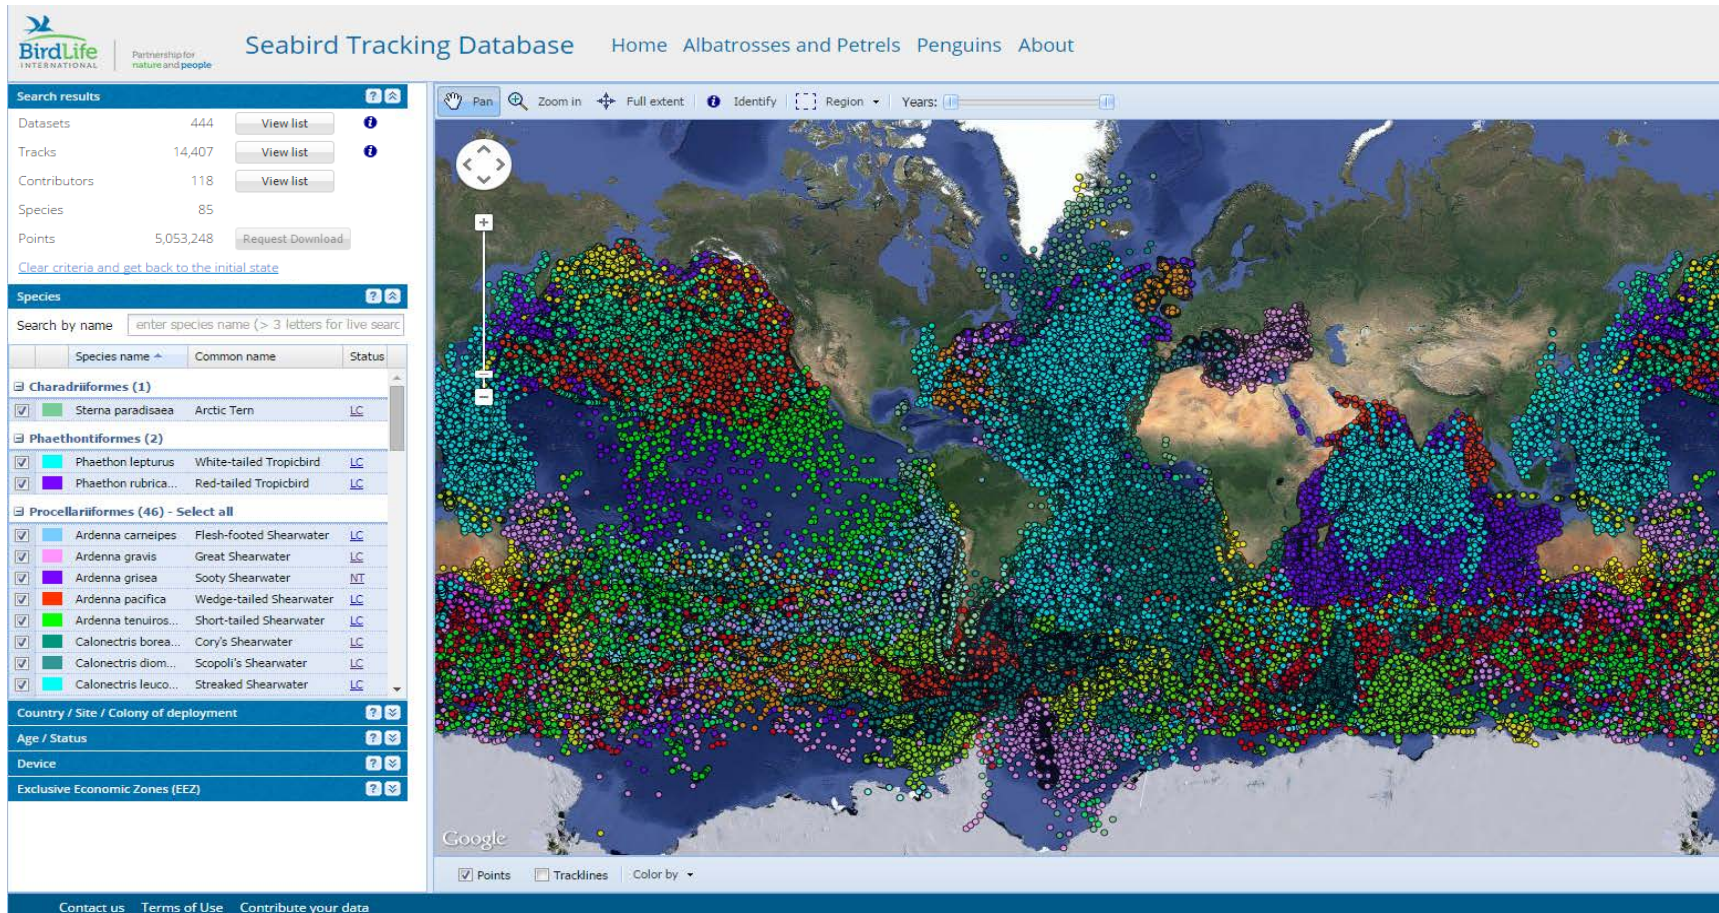 BirdLife
INTERNATIONAL
Partnership for
nature and people
Seabird Tracking Database
Home Albatrosses and Petrels Penguins About
Search results
Datasets 444 View list
Tracks 14,407 View list
Contributors 118 View list
Species 85
Points 5,053,248 Request Download
Clear criteria and get back to the initial state
Species
Search by name enter species name (> 3 letters for live searc
Species name Common name Status
Charadriiformes (1)
Sterna paradisaea Arctic Tern LC
Phaethontiformes (2)
Phaethon lepturus White-tailed Tropicbird LC
Phaethon rubrica... Red-tailed Tropicbird LC
Procellariiformes (46) - Select all
Ardenna carneipes Flesh-footed Shearwater LC
Ardenna gravis Great Shearwater LC
Ardenna grisea Sooty Shearwater NT
Ardenna pacifica Wedge-tailed Shearwater LC
Ardenna tenuiros... Short-tailed Shearwater LC
Calonectris borea... Cory's Shearwater LC
Calonectris diom... Scopoli's Shearwater LC
Calonectris leuco... Streaked Shearwater LC
Country / Site / Colony of deployment
Age / Status
Device
Exclusive Economic Zones (EEZ)
Pan Zoom in Full extent Identify Region Years:
Google
Points Tracklines Color by
Contact us Terms of Use Contribute your data